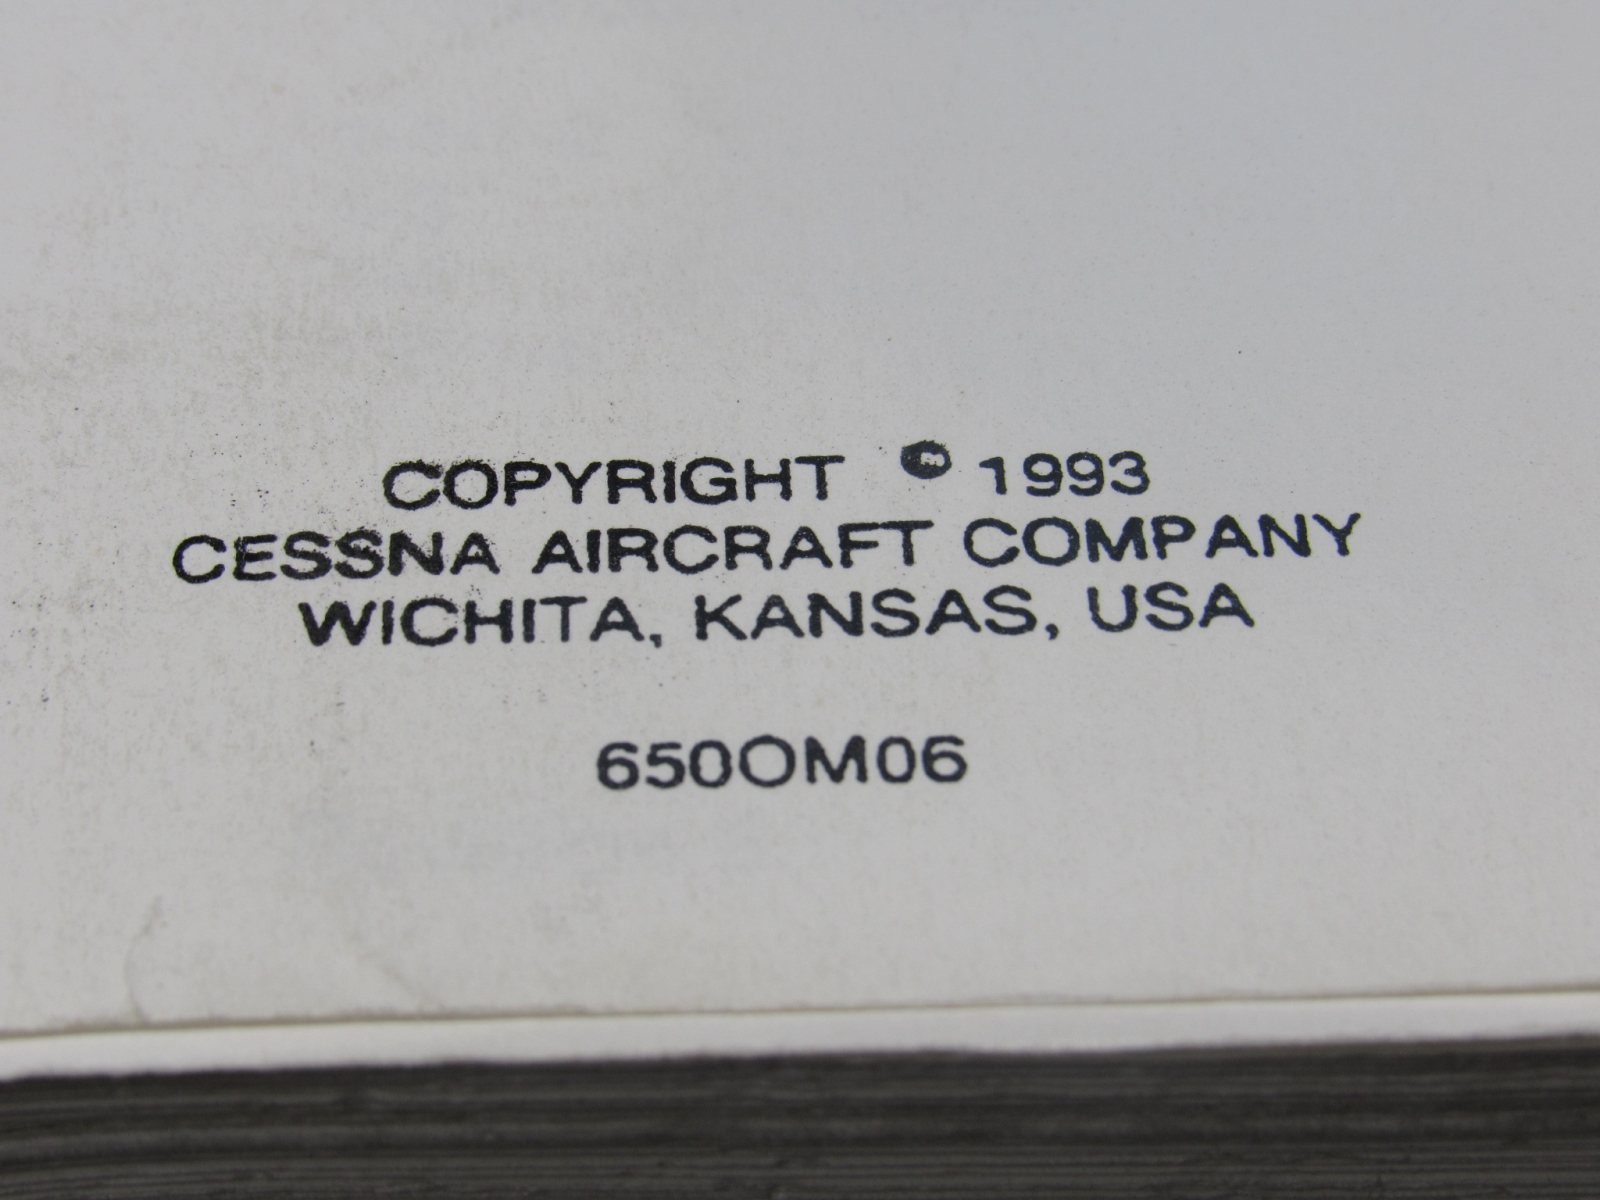 COPYRIGHT © 1993
CESSNA AIRCRAFT COMPANY
WICHITA, KANSAS, USA
650OM06